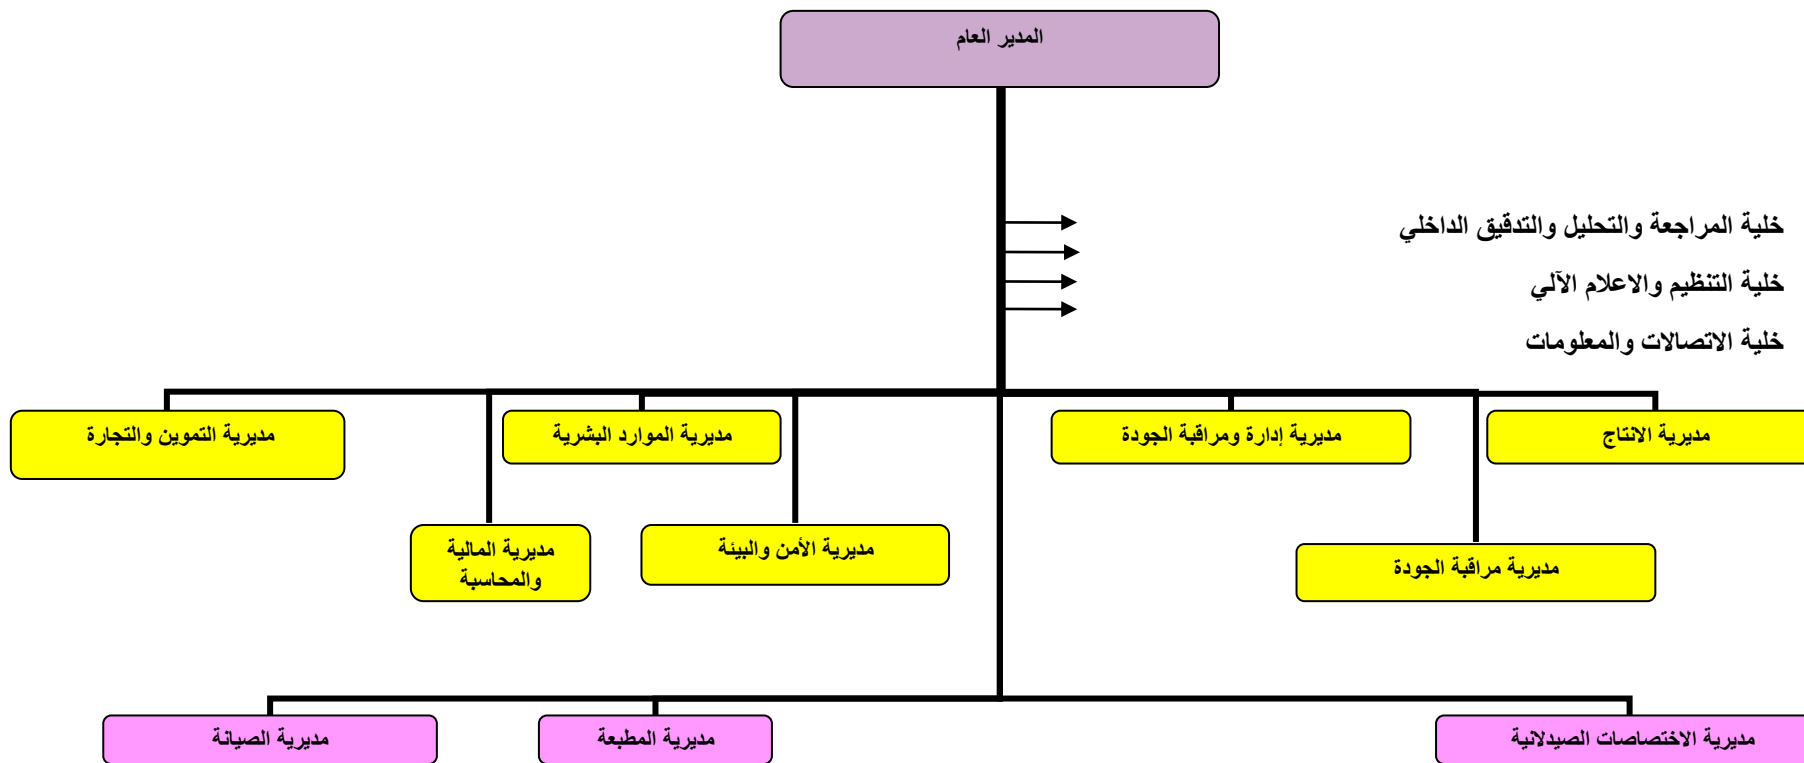 المدير العام
خلية المراجعة والتحليل والتدقيق الداخلي
خلية التنظيم والاعلام الآلي
خلية الاتصالات والمعلومات
مديرية الانتاج
مديرية إدارة ومراقبة الجودة
مديرية الموارد البشرية
مديرية التموين والتجارة
مديرية مراقبة الجودة
مديرية الأمن والبيئة
مديرية المالية
والمحاسبة
مديرية الاختصاصات الصيدلانية
مديرية المطبعة
مديرية الصيانة